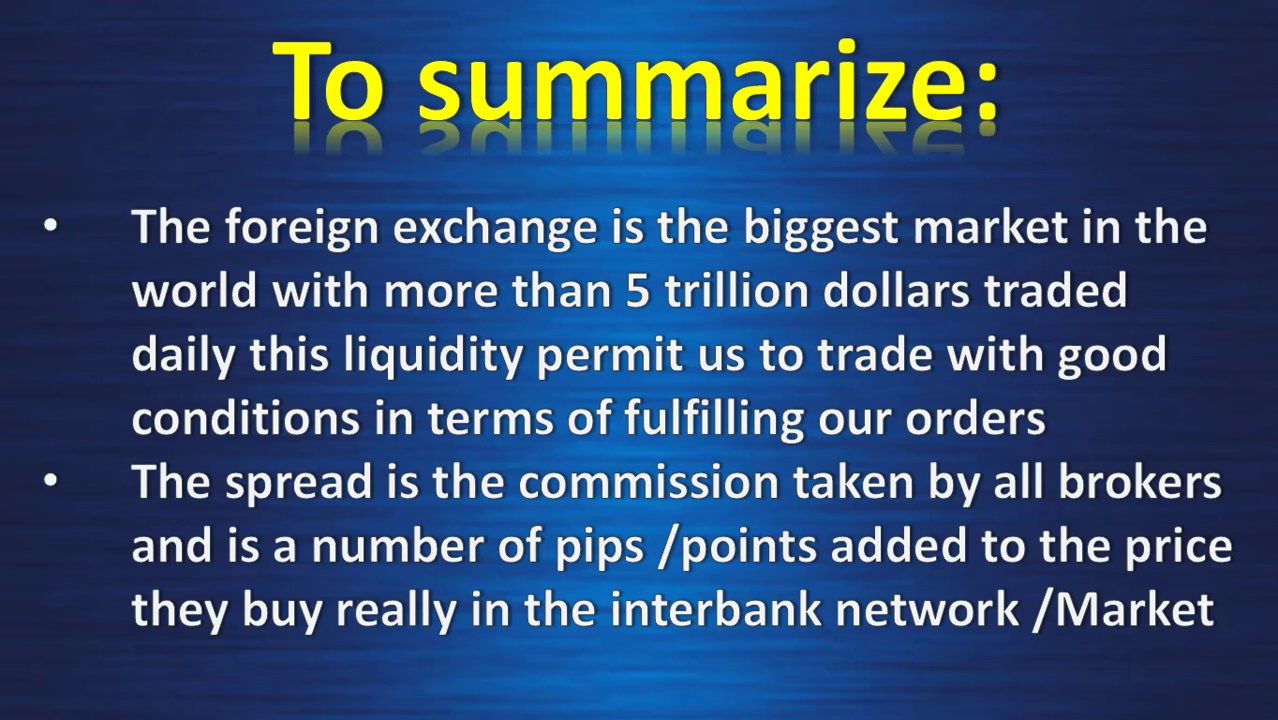 To summarize:
• The foreign exchange is the biggest market in the
world with more than 5 trillion dollars traded
daily this liquidity permit us to trade with good
conditions in terms of fulfilling our orders
• The spread is the commission taken by all brokers
and is a number of pips /points added to the price
they buy really in the interbank network /Market